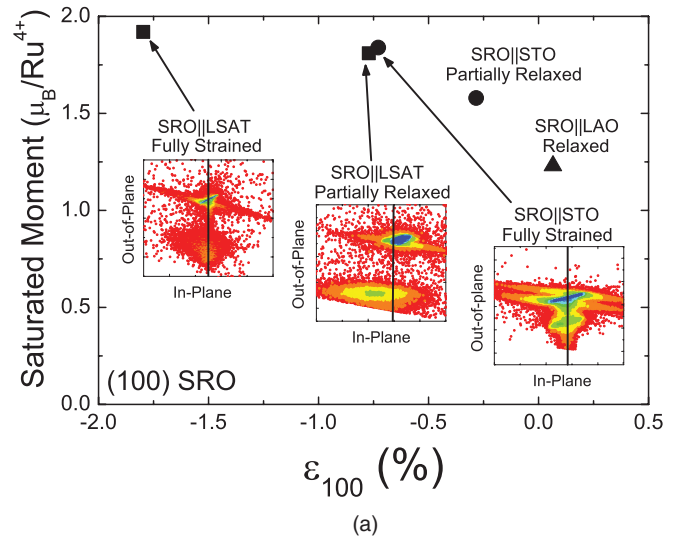 Saturated Moment (μB/Ru4+)
2.0
1.5
1.0
0.5
0.0
SRO||STO
Partially Relaxed
SRO||LAO
Relaxed
SRO||LSAT
Fully Strained
Out-of-Plane
In-Plane
SRO||LSAT
Partially Relaxed
Out-of-Plane
In-Plane
SRO||STO
Fully Strained
Out-of-plane
In-Plane
(100) SRO
-2.0 -1.5 -1.0 -0.5 0.0 0.5
ε100 (%)
(a)